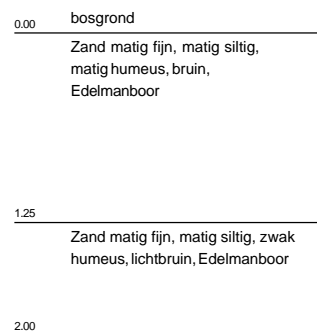 0.00 bosgrond
Zand matig fijn, matig siltig,
matig humeus, bruin,
Edelmanboor
1.25
Zand matig fijn, matig siltig, zwak
humeus, lichtbruin, Edelmanboor
2.00